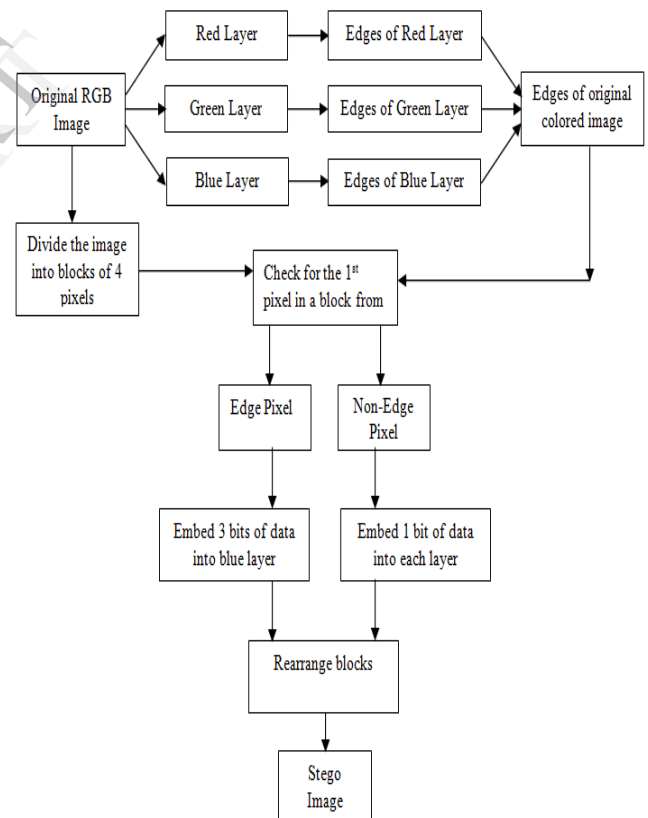 Red Layer
Edges of Red Layer
Original RGB
Image
Green Layer
Edges of Green Layer
Edges of original
colored image
Blue Layer
Edges of Blue Layer
Divide the image
into blocks of 4
pixels
Check for the 1st
pixel in a block from
Edge Pixel
Non-Edge
Pixel
Embed 3 bits of data
into blue layer
Embed 1 bit of data
into each layer
Rearrange blocks
Stego
Image